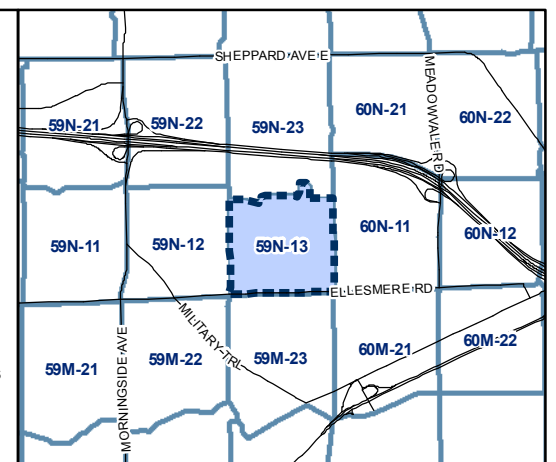 SHEPPARD AVE E
MEADOWVALE RD
60N-21
60N-22
59N-21
59N-22
59N-23
60N-11
60N-12
59N-11
59N-12
59N-13
ELLESMERE RD
MILITARY TRL
MORNINGSIDE AVE
59M-21
59M-22
59M-23
60M-21
60M-22